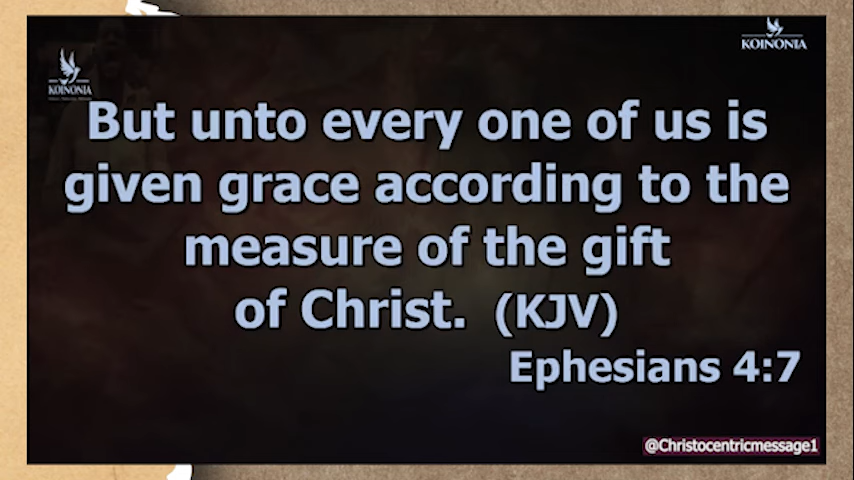 KOINONIA
KOINONIA
But unto every one of us is
given grace according to the
measure of the gift
of Christ. (KJV)
Ephesians 4:7
@Christocentricmessage1